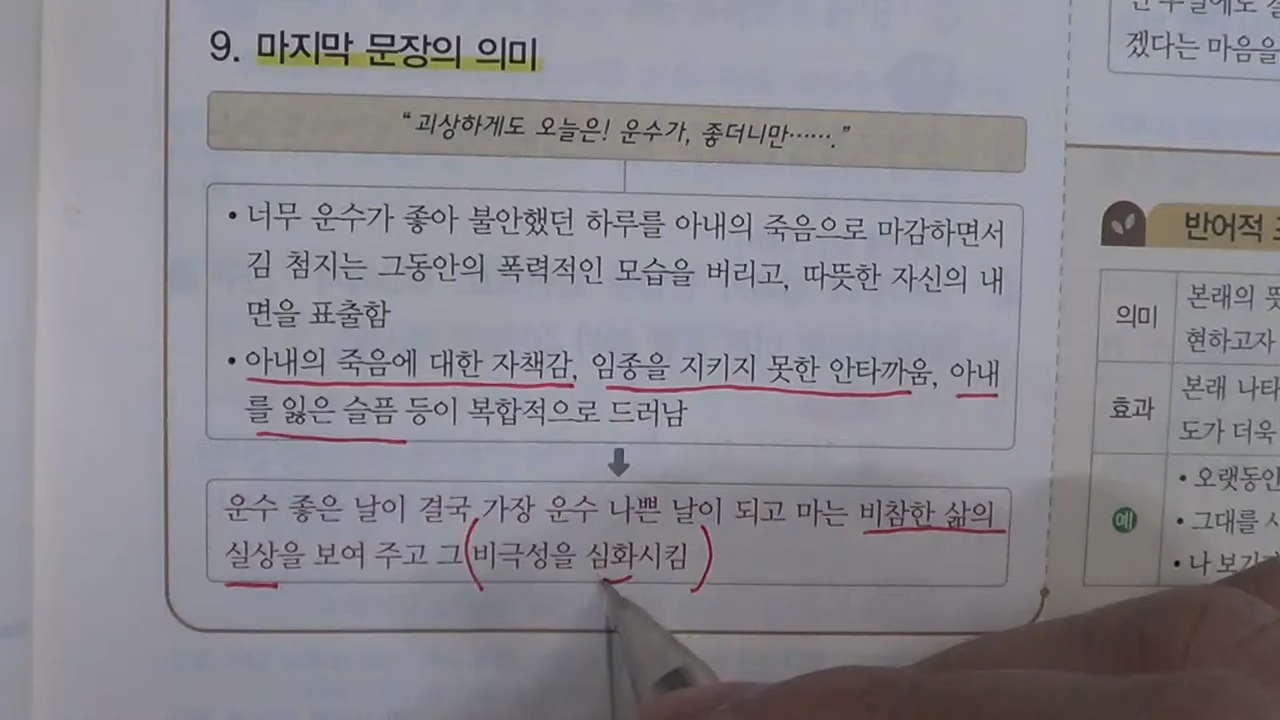 9. 마지막 문장의 의미
“괴상하게도 오늘은! 운수가, 좋더니만…….”
• 너무 운수가 좋아 불안했던 하루를 아내의 죽음으로 마감하면서
김 첨지는 그동안의 폭력적인 모습을 버리고, 따뜻한 자신의 내
면을 표출함
• 아내의 죽음에 대한 자책감, 임종을 지키지 못한 안타까움, 아내
를 잃은 슬픔 등이 복합적으로 드러남
운수 좋은 날이 결국 가장 운수 나쁜 날이 되고 마는 비참한 삶의
실상을 보여 주고 그 비극성을 심화시킴
겠다는 마음을
반어적
의미
본래의
현하고자
효과
본래
도가 더욱
예
• 오랫동안
• 그대를
• 나